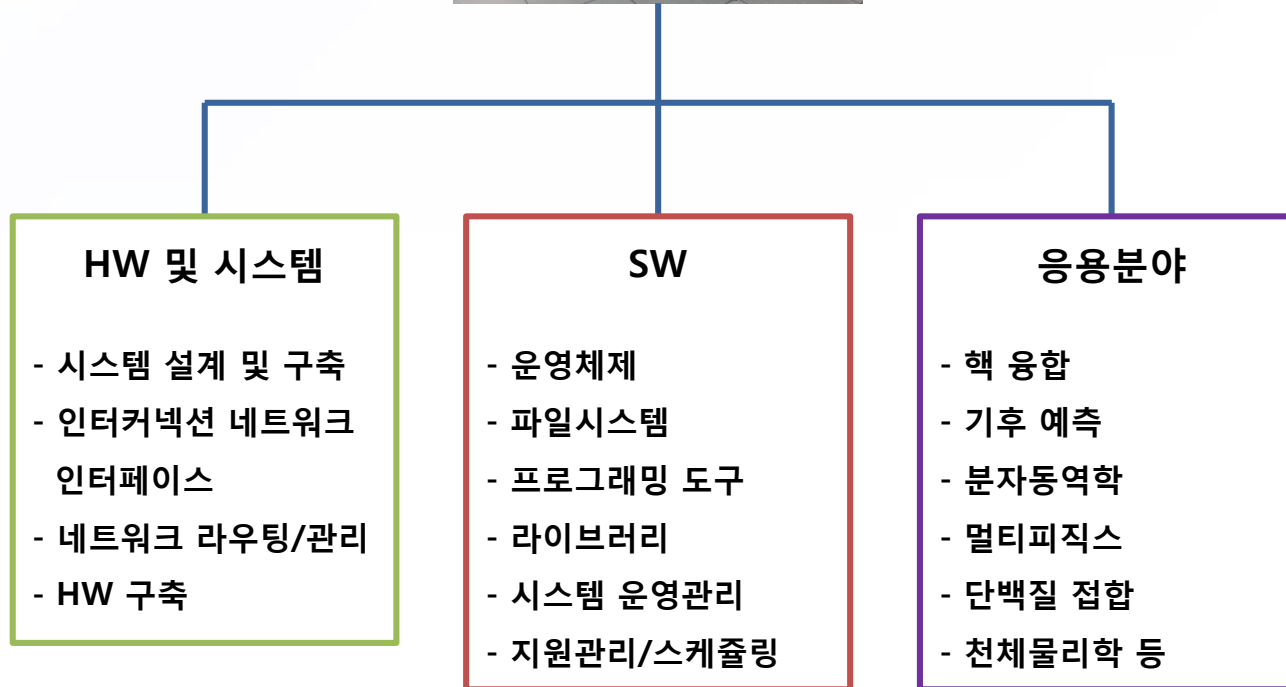 HW 및 시스템
- 시스템 설계 및 구축
- 인터커넥션 네트워크
인터페이스
- 네트워크 라우팅/관리
- HW 구축
SW
- 운영체제
- 파일시스템
- 프로그래밍 도구
- 라이브러리
- 시스템 운영관리
- 지원관리/스케쥴링
응용분야
- 핵 융합
- 기후 예측
- 분자동역학
- 멀티피직스
- 단백질 접합
- 천체물리학 등